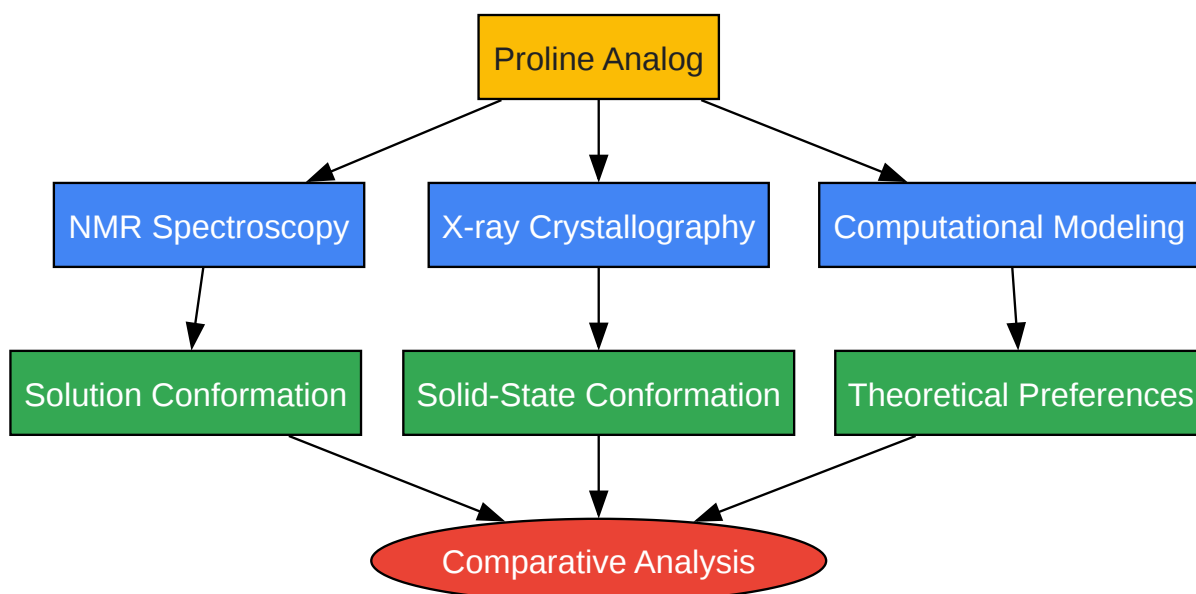 Proline Analog
NMR Spectroscopy
X-ray Crystallography
Computational Modeling
Solution Conformation
Solid-State Conformation
Theoretical Preferences
Comparative Analysis